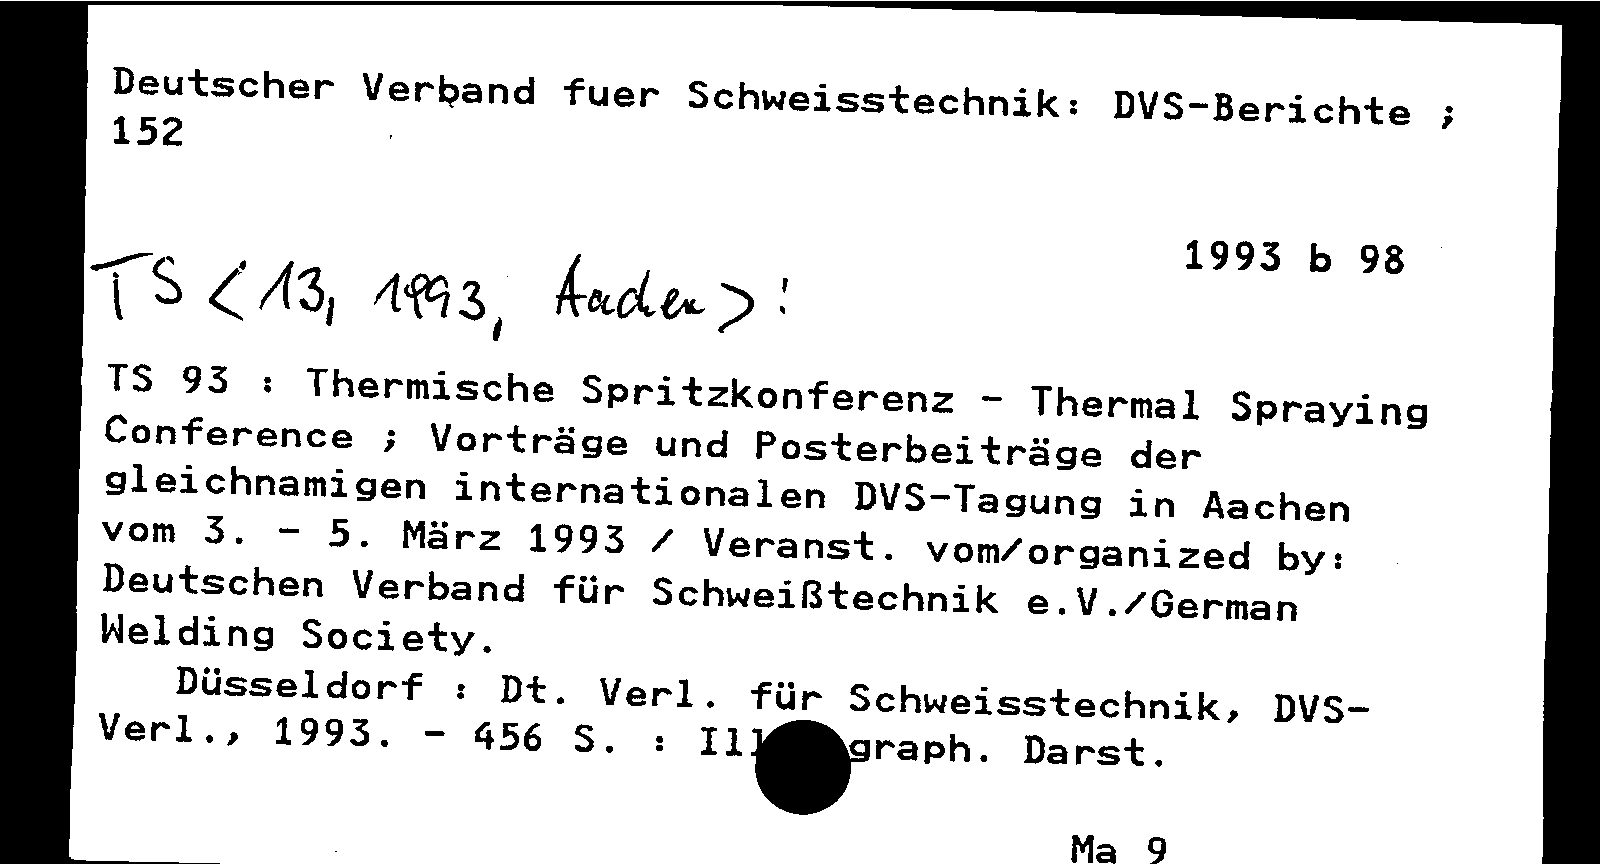 Deutscher Verband fuer Schweisstechnik: DVS-Berichte ;
152
1993 b 98
TS <13, 1993, Aachen>:
TS 93 : Thermische Spritzkonferenz - Thermal Spraying
Conference ; Vorträge und Posterbeiträge der
gleichnamigen internationalen DVS-Tagung in Aachen
vom 3. - 5. März 1993 / Veranst. vom/organized by:
Deutschen Verband für Schweißtechnik e.V./German
Welding Society.
Düsseldorf : Dt. Verl. für Schweisstechnik, DVS-
Verl., 1993. - 456 S. : Ill graph. Darst.
Ma 9